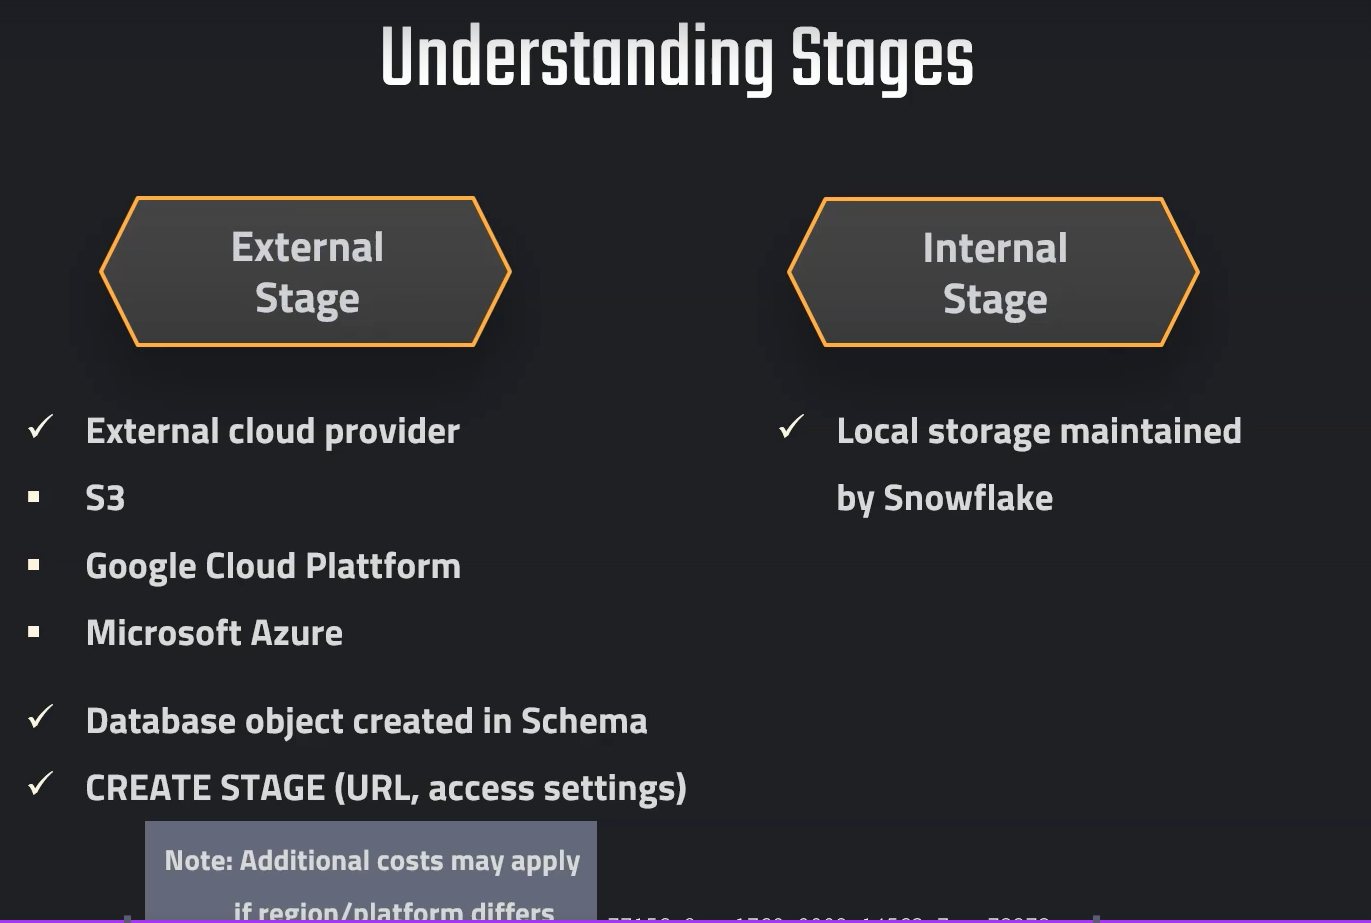 Understanding Stages
External
Stage
Internal
Stage
External cloud provider
S3
Google Cloud Plattform
Microsoft Azure
Database object created in Schema
CREATE STAGE (URL, access settings)
Note: Additional costs may apply
if region/platform differs
Local storage maintained
by Snowflake